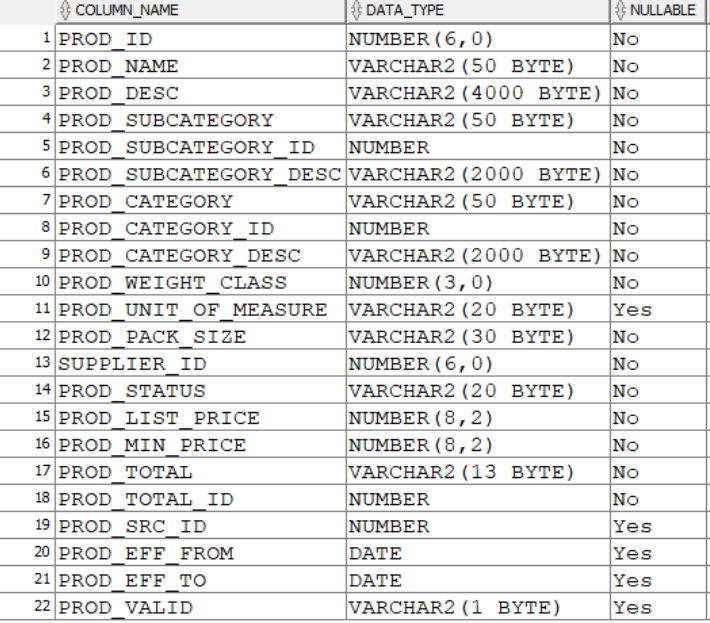 COLUMN_NAME DATA_TYPE NULLABLE
1 PROD_ID NUMBER(6,0) No
2 PROD_NAME VARCHAR2(50 BYTE) No
3 PROD_DESC VARCHAR2(4000 BYTE) No
4 PROD_SUBCATEGORY VARCHAR2(50 BYTE) No
5 PROD_SUBCATEGORY_ID NUMBER No
6 PROD_SUBCATEGORY_DESC VARCHAR2(2000 BYTE) No
7 PROD_CATEGORY VARCHAR2(50 BYTE) No
8 PROD_CATEGORY_ID NUMBER No
9 PROD_CATEGORY_DESC VARCHAR2(2000 BYTE) No
10 PROD_WEIGHT_CLASS NUMBER(3,0) No
11 PROD_UNIT_OF_MEASURE VARCHAR2(20 BYTE) Yes
12 PROD_PACK_SIZE VARCHAR2(30 BYTE) No
13 SUPPLIER_ID NUMBER(6,0) No
14 PROD_STATUS VARCHAR2(20 BYTE) No
15 PROD_LIST_PRICE NUMBER(8,2) No
16 PROD_MIN_PRICE NUMBER(8,2) No
17 PROD_TOTAL VARCHAR2(13 BYTE) No
18 PROD_TOTAL_ID NUMBER No
19 PROD_SRC_ID NUMBER Yes
20 PROD_EFF_FROM DATE Yes
21 PROD_EFF_TO DATE Yes
22 PROD_VALID VARCHAR2(1 BYTE) Yes